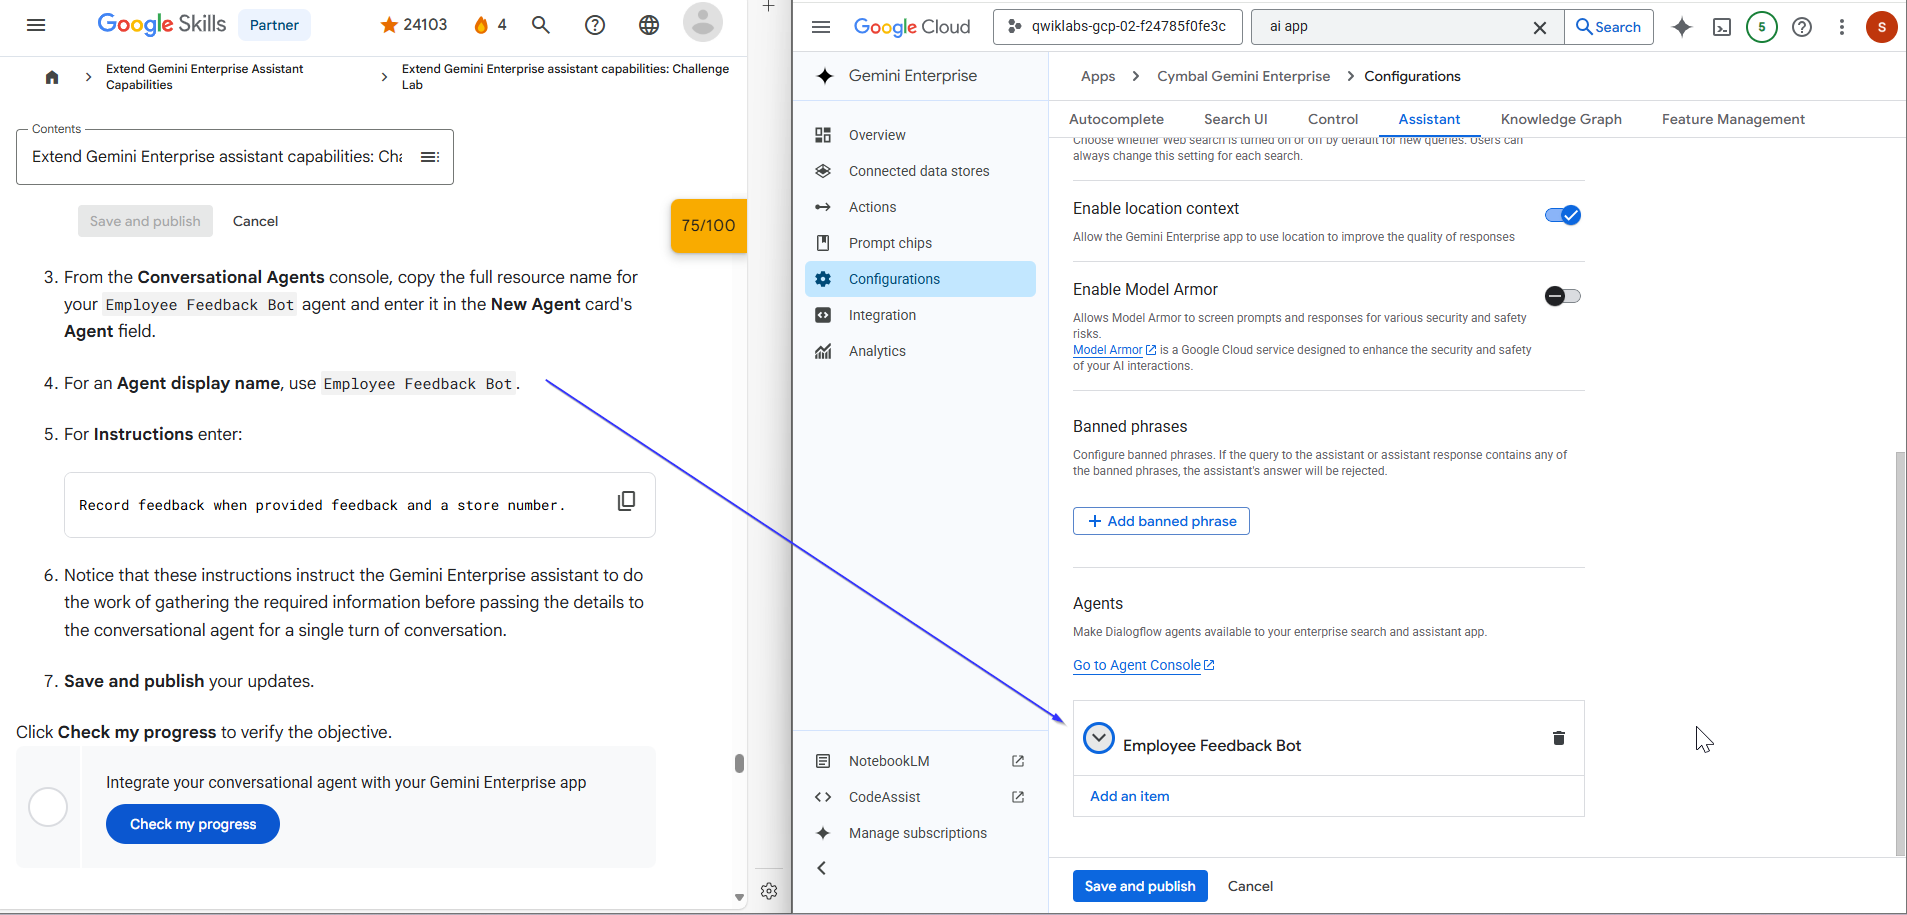 Google Skills
Partner
24103
4
Extend Gemini Enterprise Assistant
Capabilities
Extend Gemini Enterprise assistant capabilities: Challenge
Lab
Contents
Extend Gemini Enterprise assistant capabilities: Cha
Save and publish
Cancel
75/100
3. From the Conversational Agents console, copy the full resource name for
your Employee Feedback Bot agent and enter it in the New Agent card's
Agent field.
4. For an Agent display name, use Employee Feedback Bot.
5. For Instructions enter:
Record feedback when provided feedback and a store number.
6. Notice that these instructions instruct the Gemini Enterprise assistant to do
the work of gathering the required information before passing the details to
the conversational agent for a single turn of conversation.
7. Save and publish your updates.
Click Check my progress to verify the objective.
Integrate your conversational agent with your Gemini Enterprise app
Check my progress
Google Cloud
qwiklabs-gcp-02-f24785f0fe3c
ai app
Search
5
S
Gemini Enterprise
Apps
Cymbal Gemini Enterprise
Configurations
Overview
Connected data stores
Actions
Prompt chips
Configurations
Integration
Analytics
NotebookLM
CodeAssist
Manage subscriptions
Autocomplete
Search UI
Control
Assistant
Knowledge Graph
Feature Management
Choose whether Web search is turned on or off by default for new queries. Users can
always change this setting for each search.
Enable location context
Allow the Gemini Enterprise app to use location to improve the quality of responses
Enable Model Armor
Allows Model Armor to screen prompts and responses for various security and safety
risks.
Model Armor is a Google Cloud service designed to enhance the security and safety
of your AI interactions.
Banned phrases
Configure banned phrases. If the query to the assistant or assistant response contains any of
the banned phrases, the assistant's answer will be rejected.
Add banned phrase
Agents
Make Dialogflow agents available to your enterprise search and assistant app.
Go to Agent Console
Employee Feedback Bot
Add an item
Save and publish
Cancel